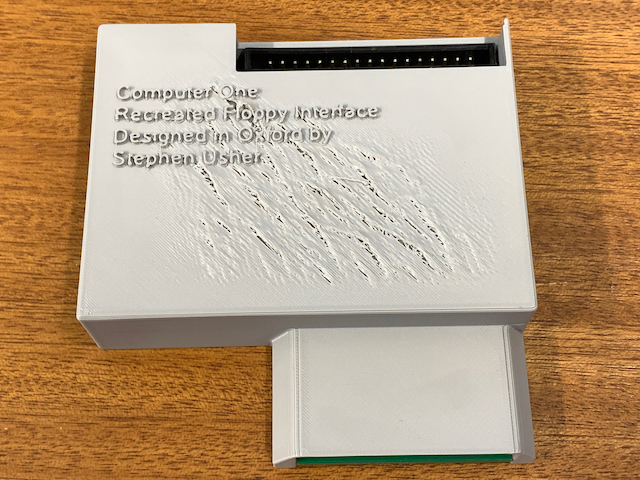 Computer One
Recreated Floppy Interface
Designed in Oxford by
Stephen Usher